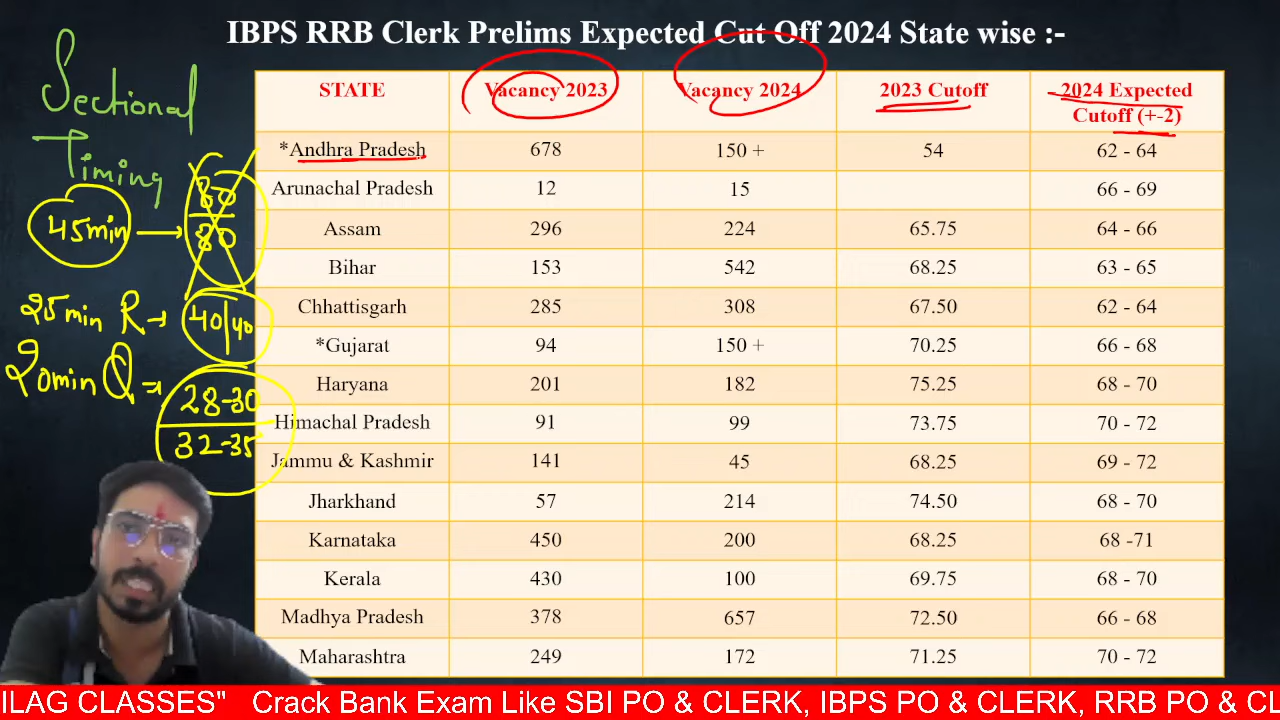 IBPS RRB Clerk Prelims Expected Cut Off 2024 State wise :-
Sectional
Timing
45min → 80
80
25min R → 40/40
20min Q → 28-30
32-35
STATE Vacancy 2023 Vacancy 2024 2023 Cutoff 2024 Expected Cutoff (+-2)
*Andhra Pradesh 678 150 + 54 62 - 64
Arunachal Pradesh 12 15 66 - 69
Assam 296 224 65.75 64 - 66
Bihar 153 542 68.25 63 - 65
Chhattisgarh 285 308 67.50 62 - 64
*Gujarat 94 150 + 70.25 66 - 68
Haryana 201 182 75.25 68 - 70
Himachal Pradesh 91 99 73.75 70 - 72
Jammu & Kashmir 141 45 68.25 69 - 72
Jharkhand 57 214 74.50 68 - 70
Karnataka 450 200 68.25 68 -71
Kerala 430 100 69.75 68 - 70
Madhya Pradesh 378 657 72.50 66 - 68
Maharashtra 249 172 71.25 70 - 72
ILAG CLASSES" Crack Bank Exam Like SBI PO & CLERK, IBPS PO & CLERK, RRB PO & CL